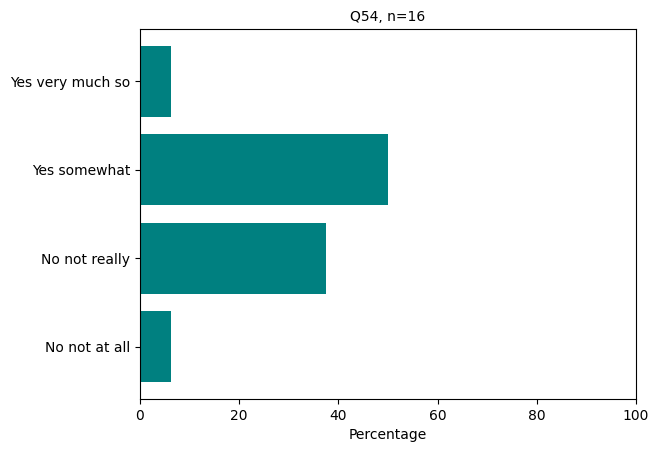 Q54, n=16
Yes very much so
Yes somewhat
No not really
No not at all
0 20 40 60 80 100
Percentage